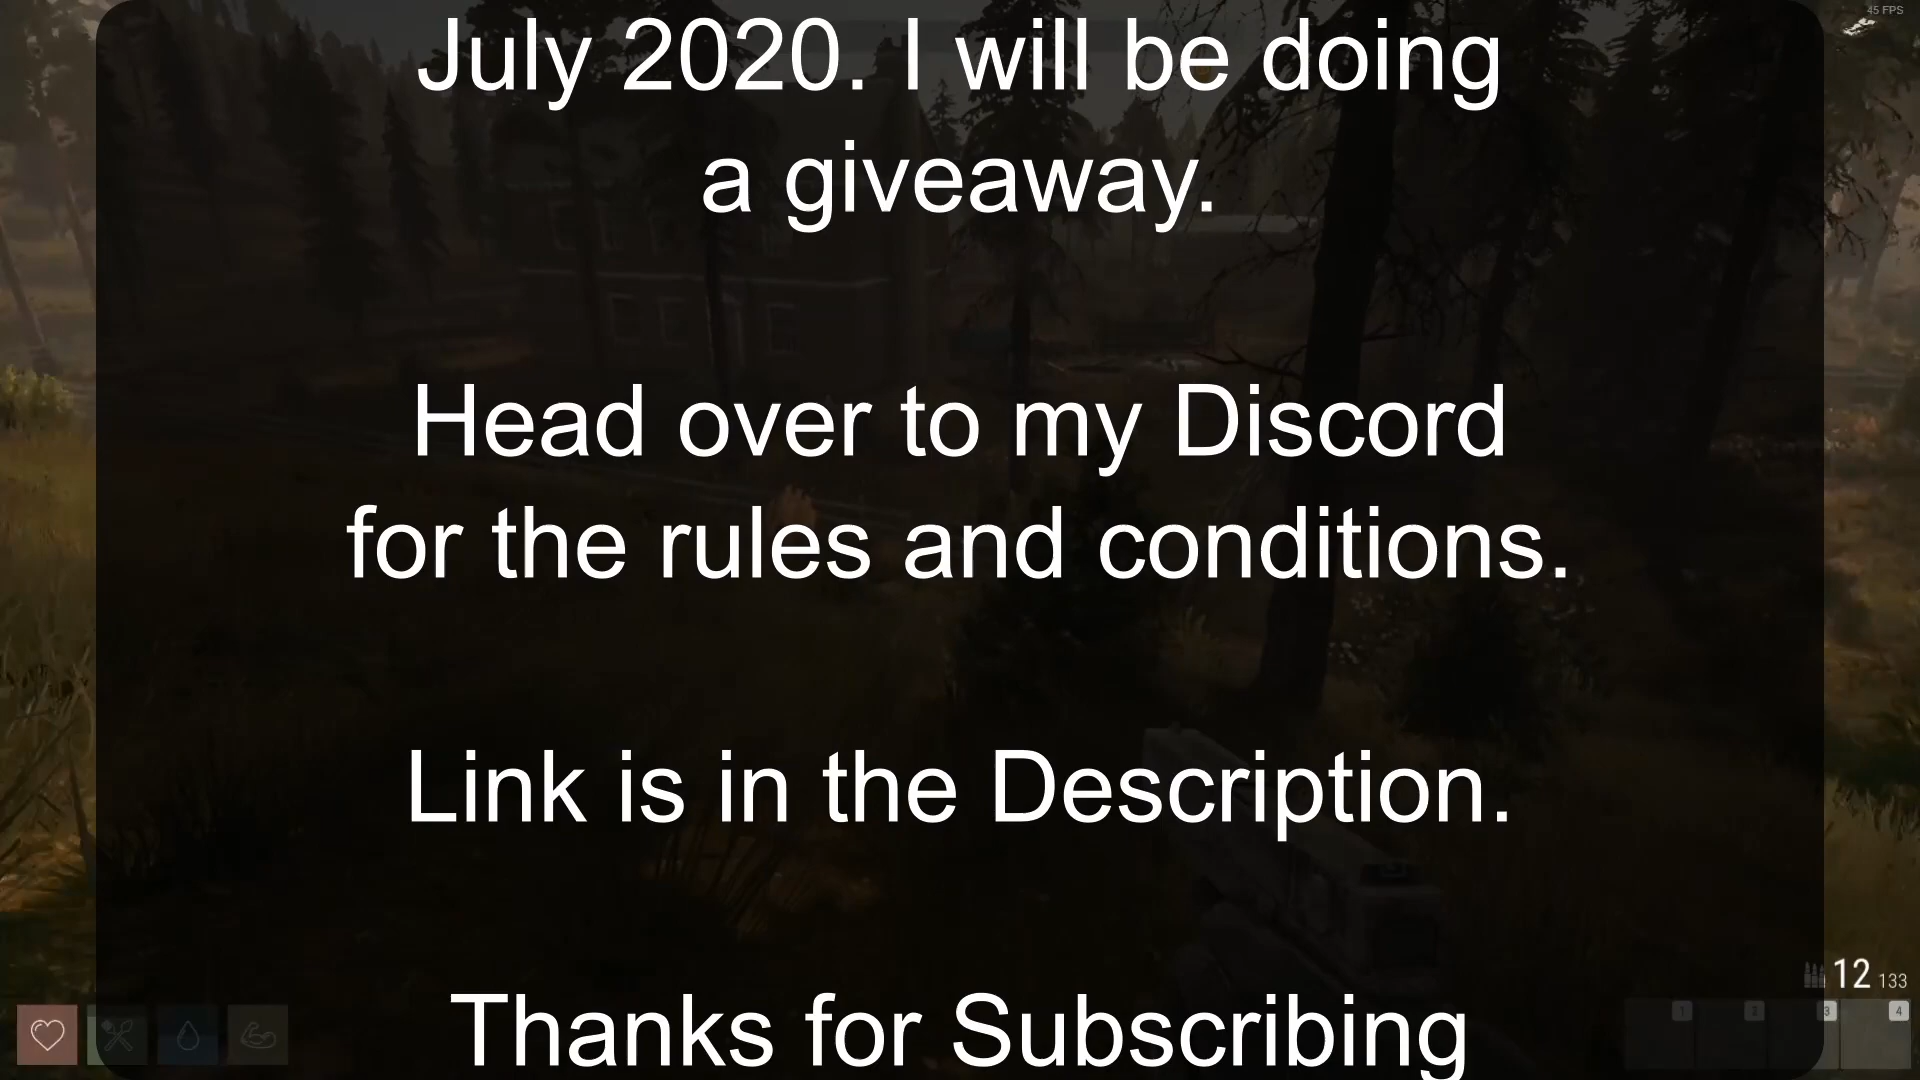 45 FPS
July 2020. I will be doing
a giveaway.
Head over to my Discord
for the rules and conditions.
Link is in the Description.
12 133
1 2 3 4
Thanks for Subscribing